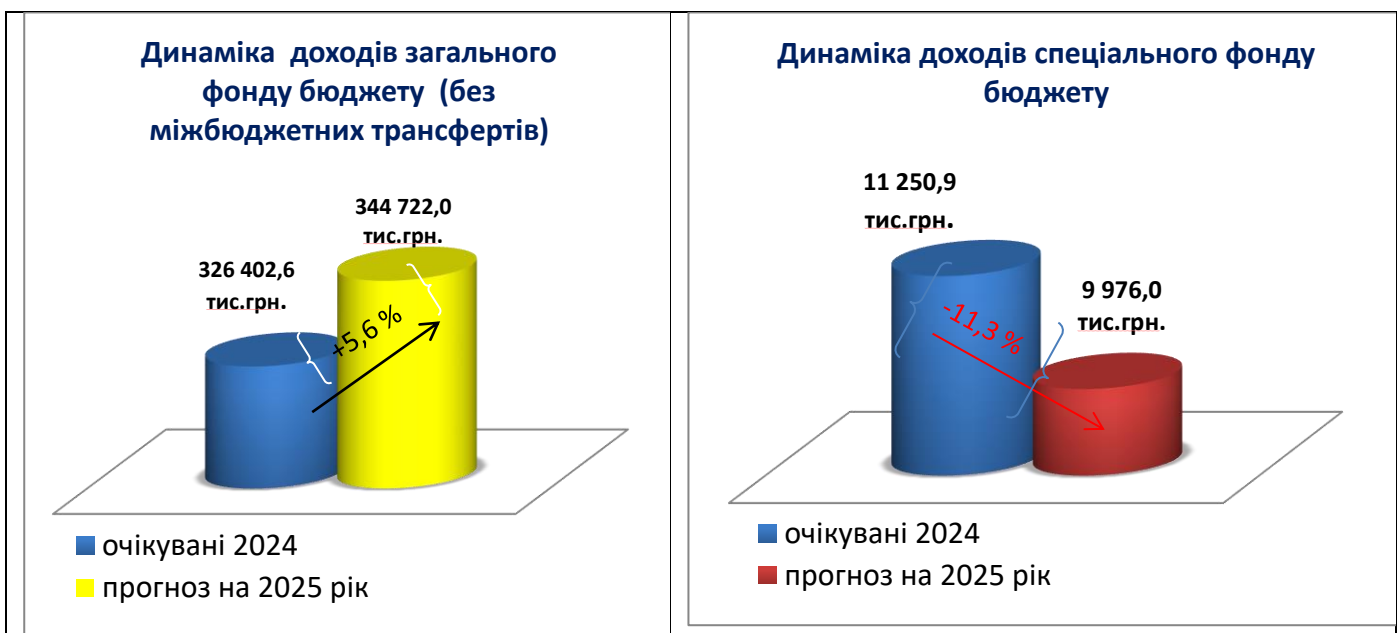 Динаміка доходів загального
фонду бюджету (без
міжбюджетних трансфертів)
344 722,0
тис.грн.
326 402,6
тис.грн.
+5,6 %
очікувані 2024
прогноз на 2025 рік
Динаміка доходів спеціального фонду
бюджету
11 250,9
тис.грн.
9 976,0
тис.грн.
-11,3 %
очікувані 2024
прогноз на 2025 рік